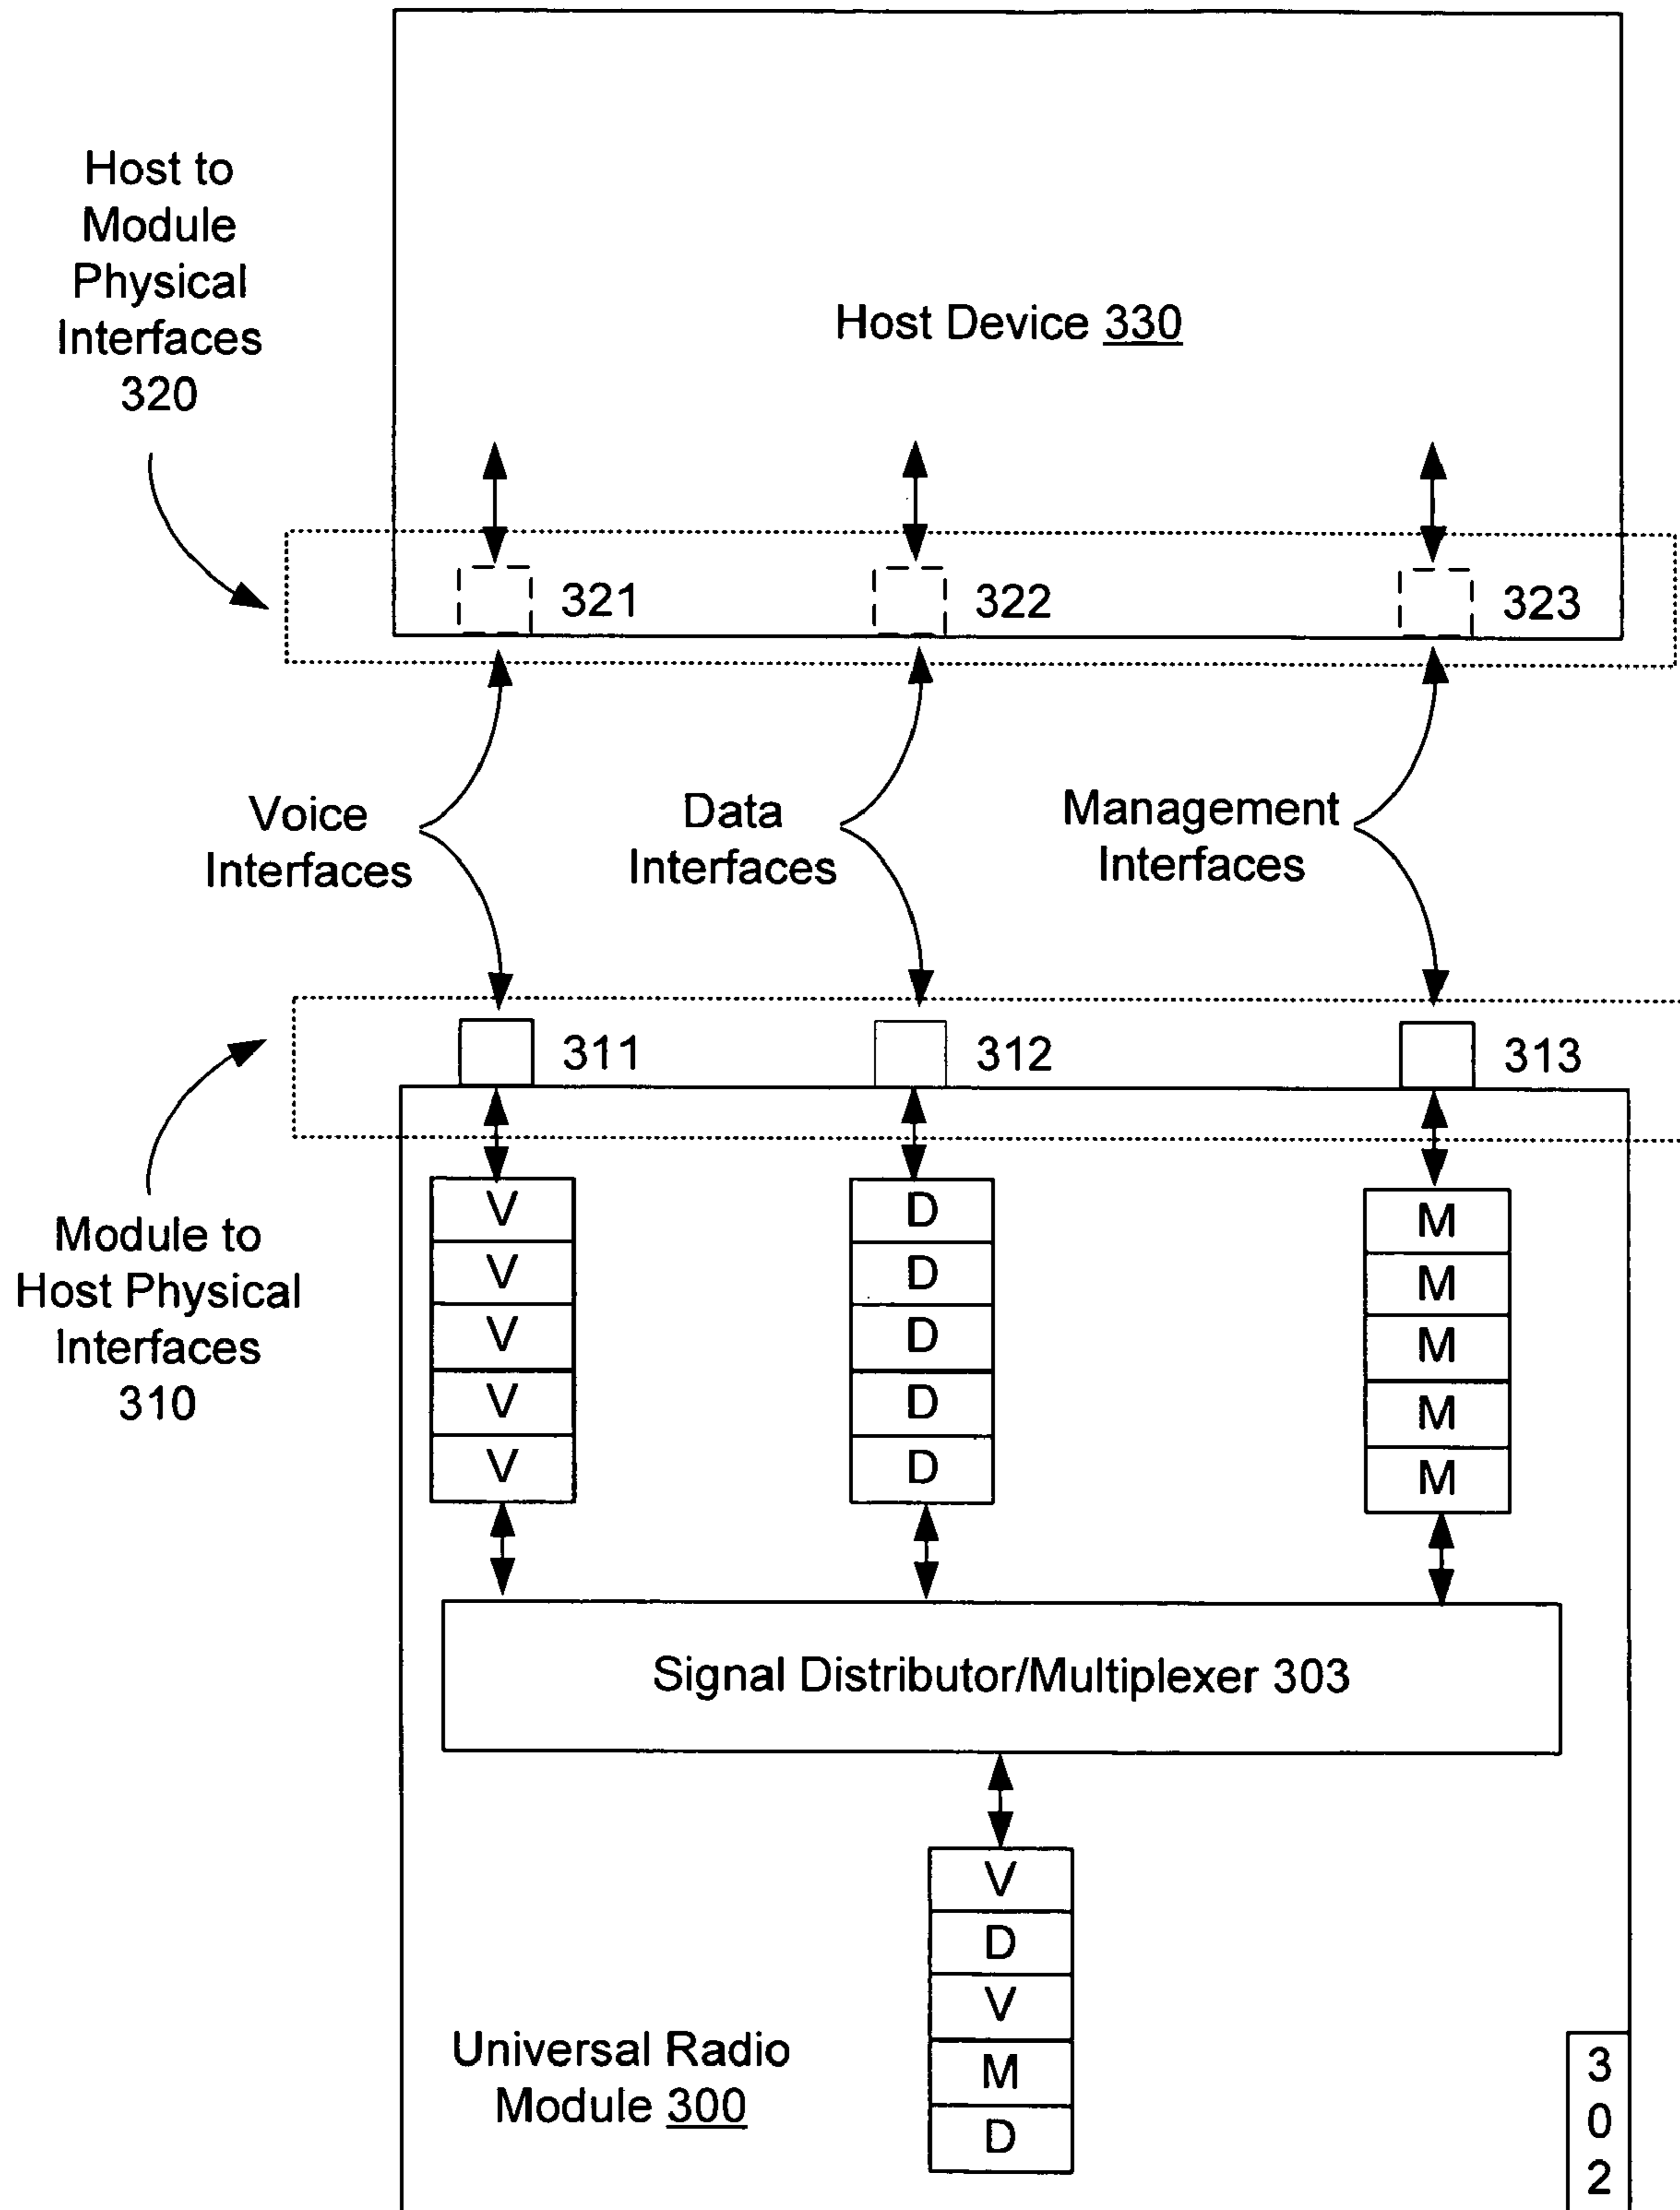 Host to
Module
Physical
Interfaces
320
Host Device 330
321
322
323
Voice
Interfaces
Data
Interfaces
Management
Interfaces
311
312
313
Module to
Host Physical
Interfaces
310
V
V
V
V
V
D
D
D
D
D
M
M
M
M
M
Signal Distributor/Multiplexer 303
V
D
V
M
D
Universal Radio
Module 300
3
0
2